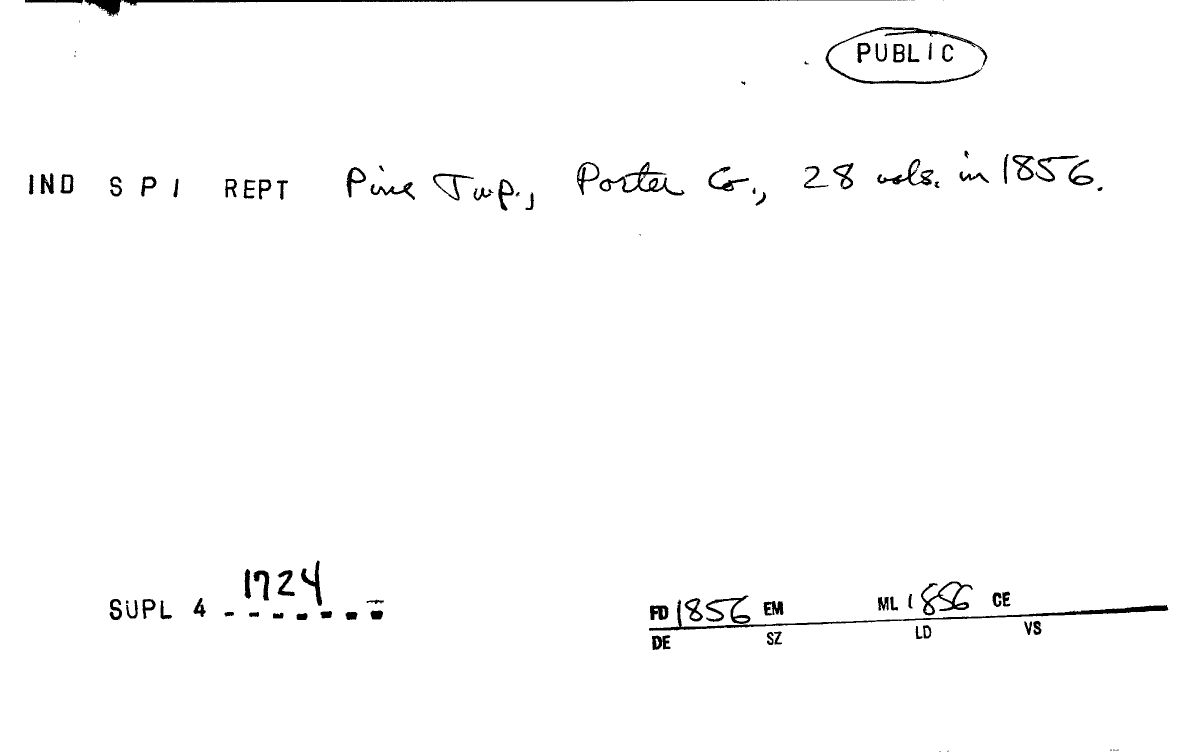 PUBLIC
IND S P I REPT Pine Twp., Porter Co., 28 vols. in 1856.
SUPL 4 1724
FD 1856 EM ML 1856 CE
DE SZ LD VS